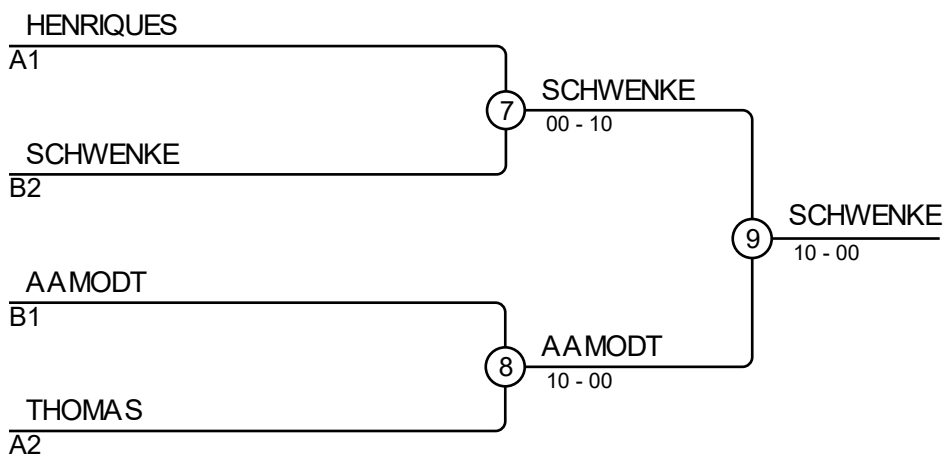 HENRIQUES
A1
SCHWENKE
B2
7
SCHWENKE
00 - 10
AAMODT
B1
THOMAS
A2
8
AAMODT
10 - 00
9
SCHWENKE
10 - 00